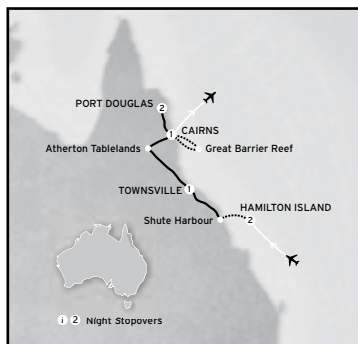 PORT DOUGLAS 2
1 CAIRNS
Atherton Tablelands
Great Barrier Reef
TOWNSVILLE 1
HAMILTON ISLAND
Shute Harbour
2
1 2 Night Stopovers